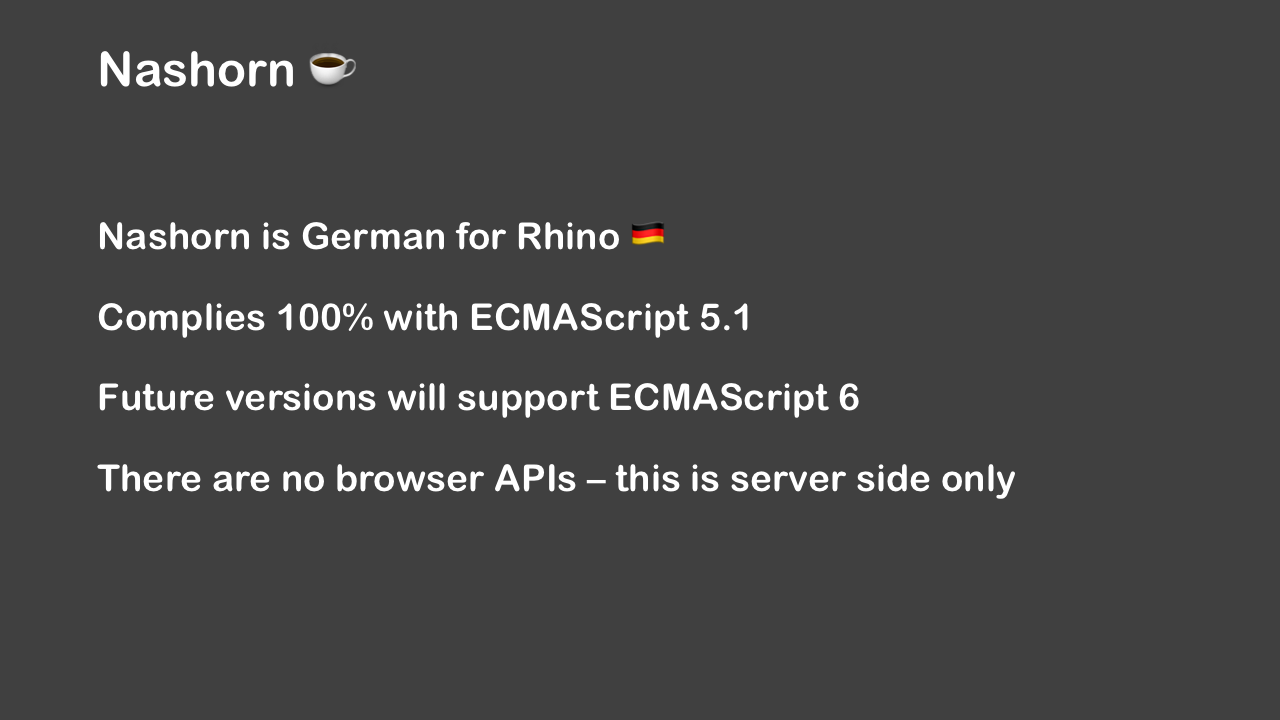 Nashorn ☕
Nashorn is German for Rhino 🇩🇪
Complies 100% with ECMAScript 5.1
Future versions will support ECMAScript 6
There are no browser APIs – this is server side only